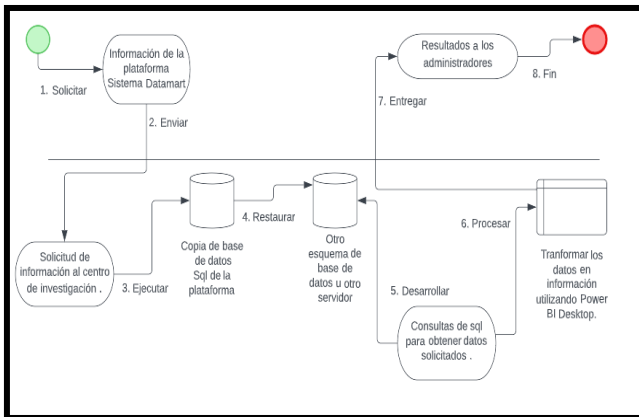 Información de la
plataforma
Sistema Datamart
1. Solicitar
2. Enviar
Solicitud de
información al centro
de investigación .
3. Ejecutar
Copia de base
de datos
Sql de la
plataforma
4. Restaurar
Otro
esquema de
base de
datos u otro
servidor
5. Desarrollar
Consultas de sql
para obtener datos
solicitados .
6. Procesar
Tranformar los
datos en
información
utilizando Power
BI Desktop.
7. Entregar
Resultados a los
administradores
8. Fin